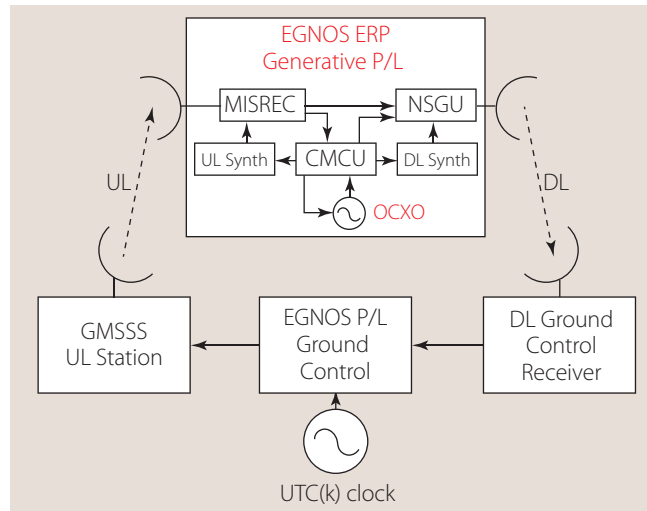 EGNOS ERP
Generative P/L
MISREC
NSGU
UL Synth
CMCU
DL Synth
OCXO
UL
DL
GMSSS
UL Station
EGNOS P/L
Ground
Control
DL Ground
Control
Receiver
UTC(k) clock